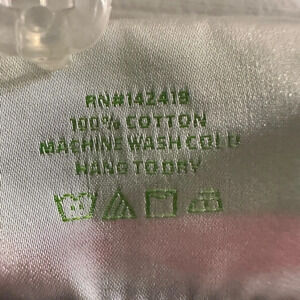 RN#142419
100% COTTON
MACHINE WASH COLD
HANG TO DRY